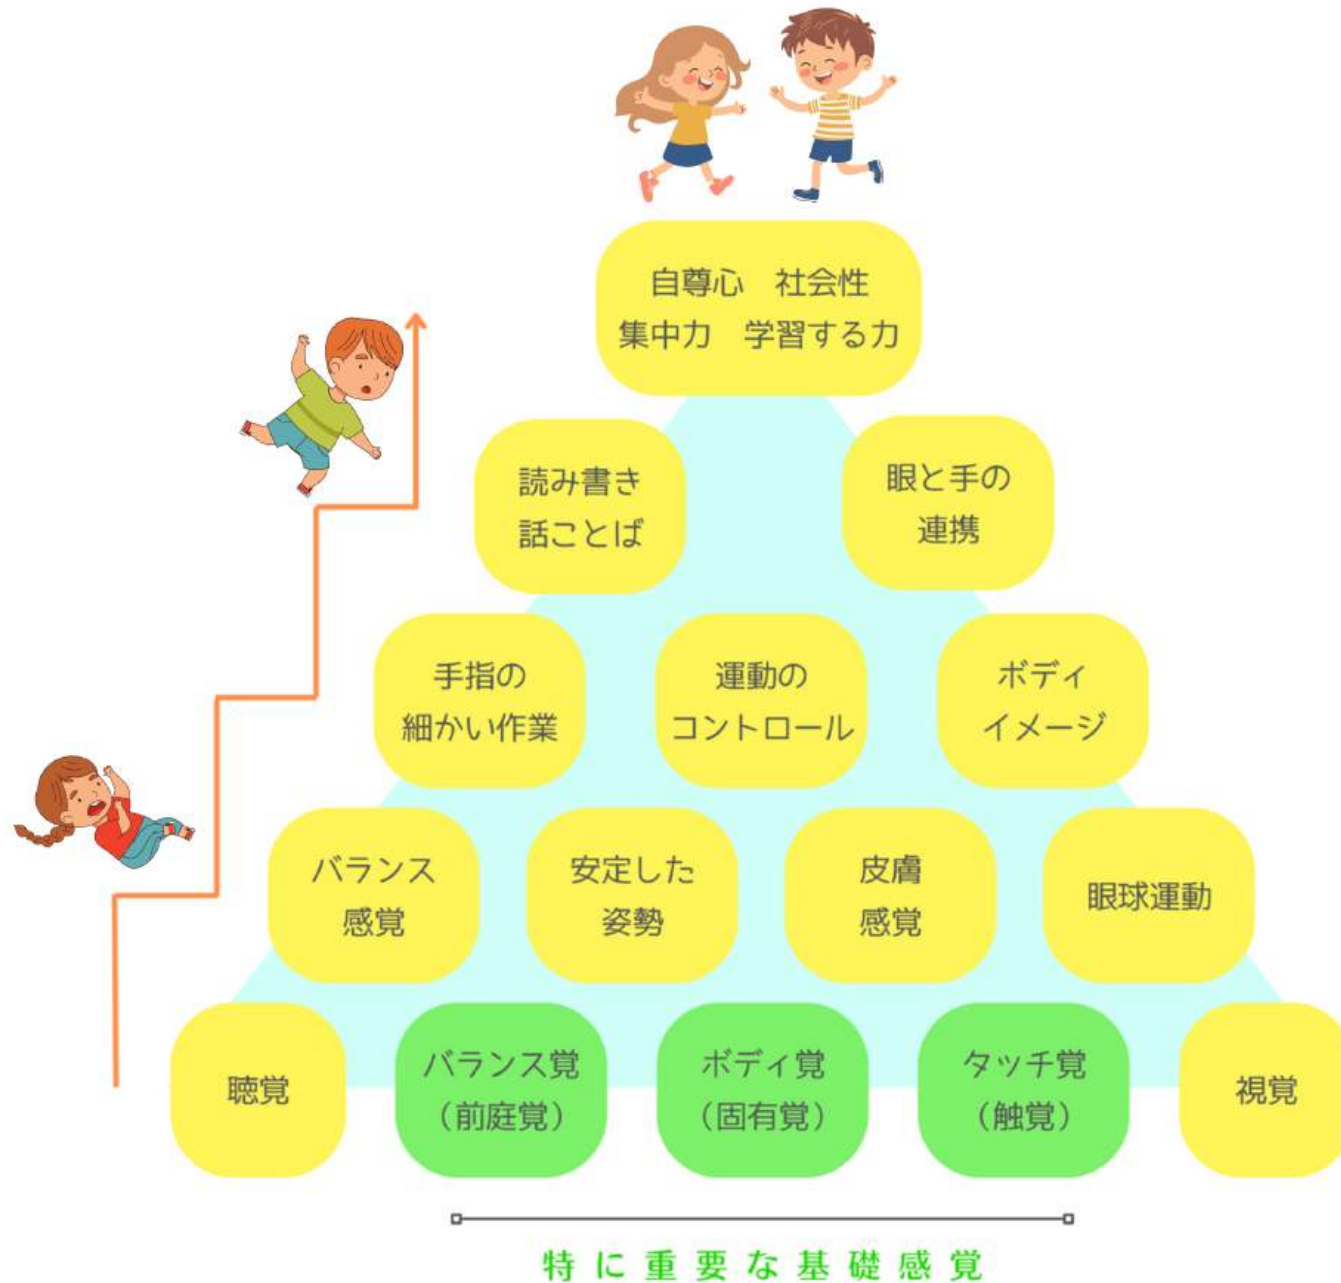 自尊心　社会性
集中力　学習する力
読み書き
話ことば
眼と手の
連携
手指の
細かい作業
運動の
コントロール
ボディ
イメージ
バランス
感覚
安定した
姿勢
皮膚
感覚
眼球運動
聴覚
バランス覚
（前庭覚）
ボディ覚
（固有覚）
タッチ覚
（触覚）
視覚
特に重要な基礎感覚